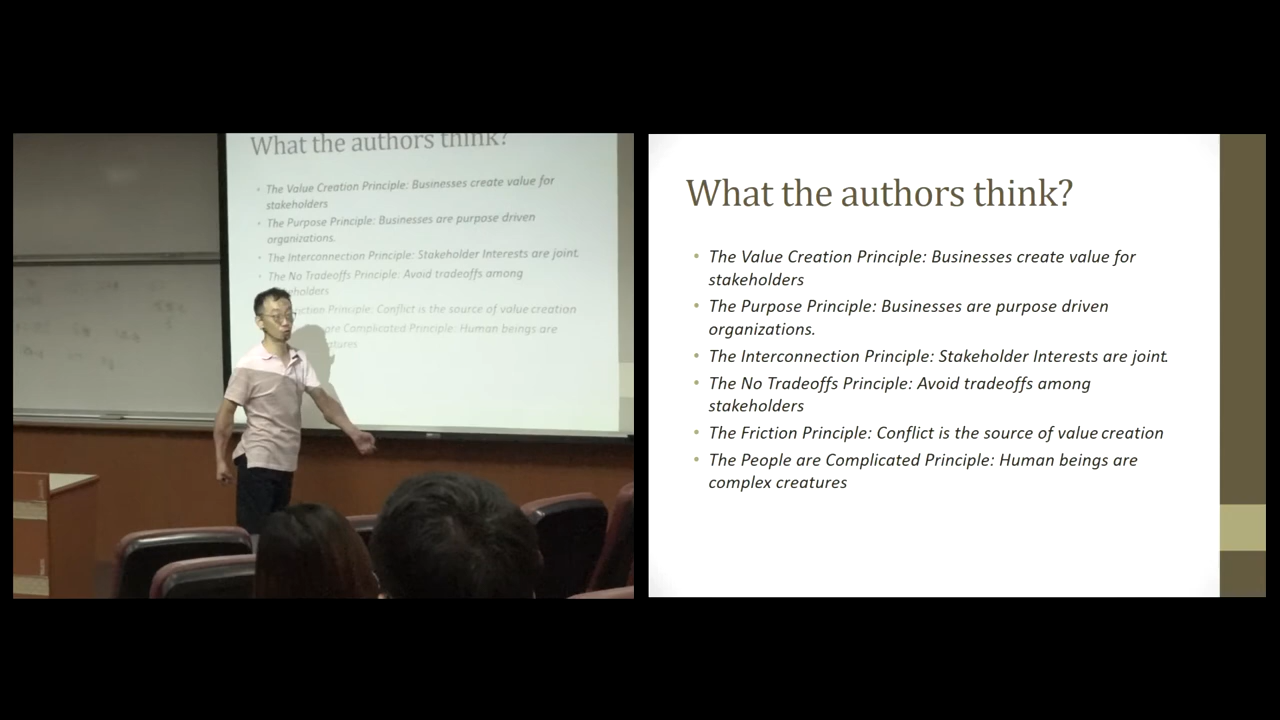 What the authors think?
• The Value Creation Principle: Businesses create value for
stakeholders
• The Purpose Principle: Businesses are purpose driven
organizations.
• The Interconnection Principle: Stakeholder Interests are joint.
• The No Tradeoffs Principle: Avoid tradeoffs among
holders
ction Principle: Conflict is the source of value creation
are Complicated Principle: Human beings are
atures
What the authors think?
• The Value Creation Principle: Businesses create value for
stakeholders
• The Purpose Principle: Businesses are purpose driven
organizations.
• The Interconnection Principle: Stakeholder Interests are joint.
• The No Tradeoffs Principle: Avoid tradeoffs among
stakeholders
• The Friction Principle: Conflict is the source of value creation
• The People are Complicated Principle: Human beings are
complex creatures